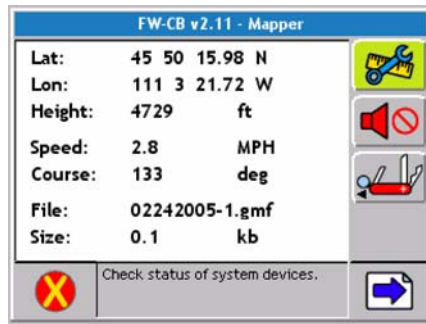 FW-CB v2.11 - Mapper
Lat: 45 50 15.98 N
Lon: 111 3 21.72 W
Height: 4729 ft
Speed: 2.8 MPH
Course: 133 deg
File: 02242005-1.gmf
Size: 0.1 kb
Check status of system devices.